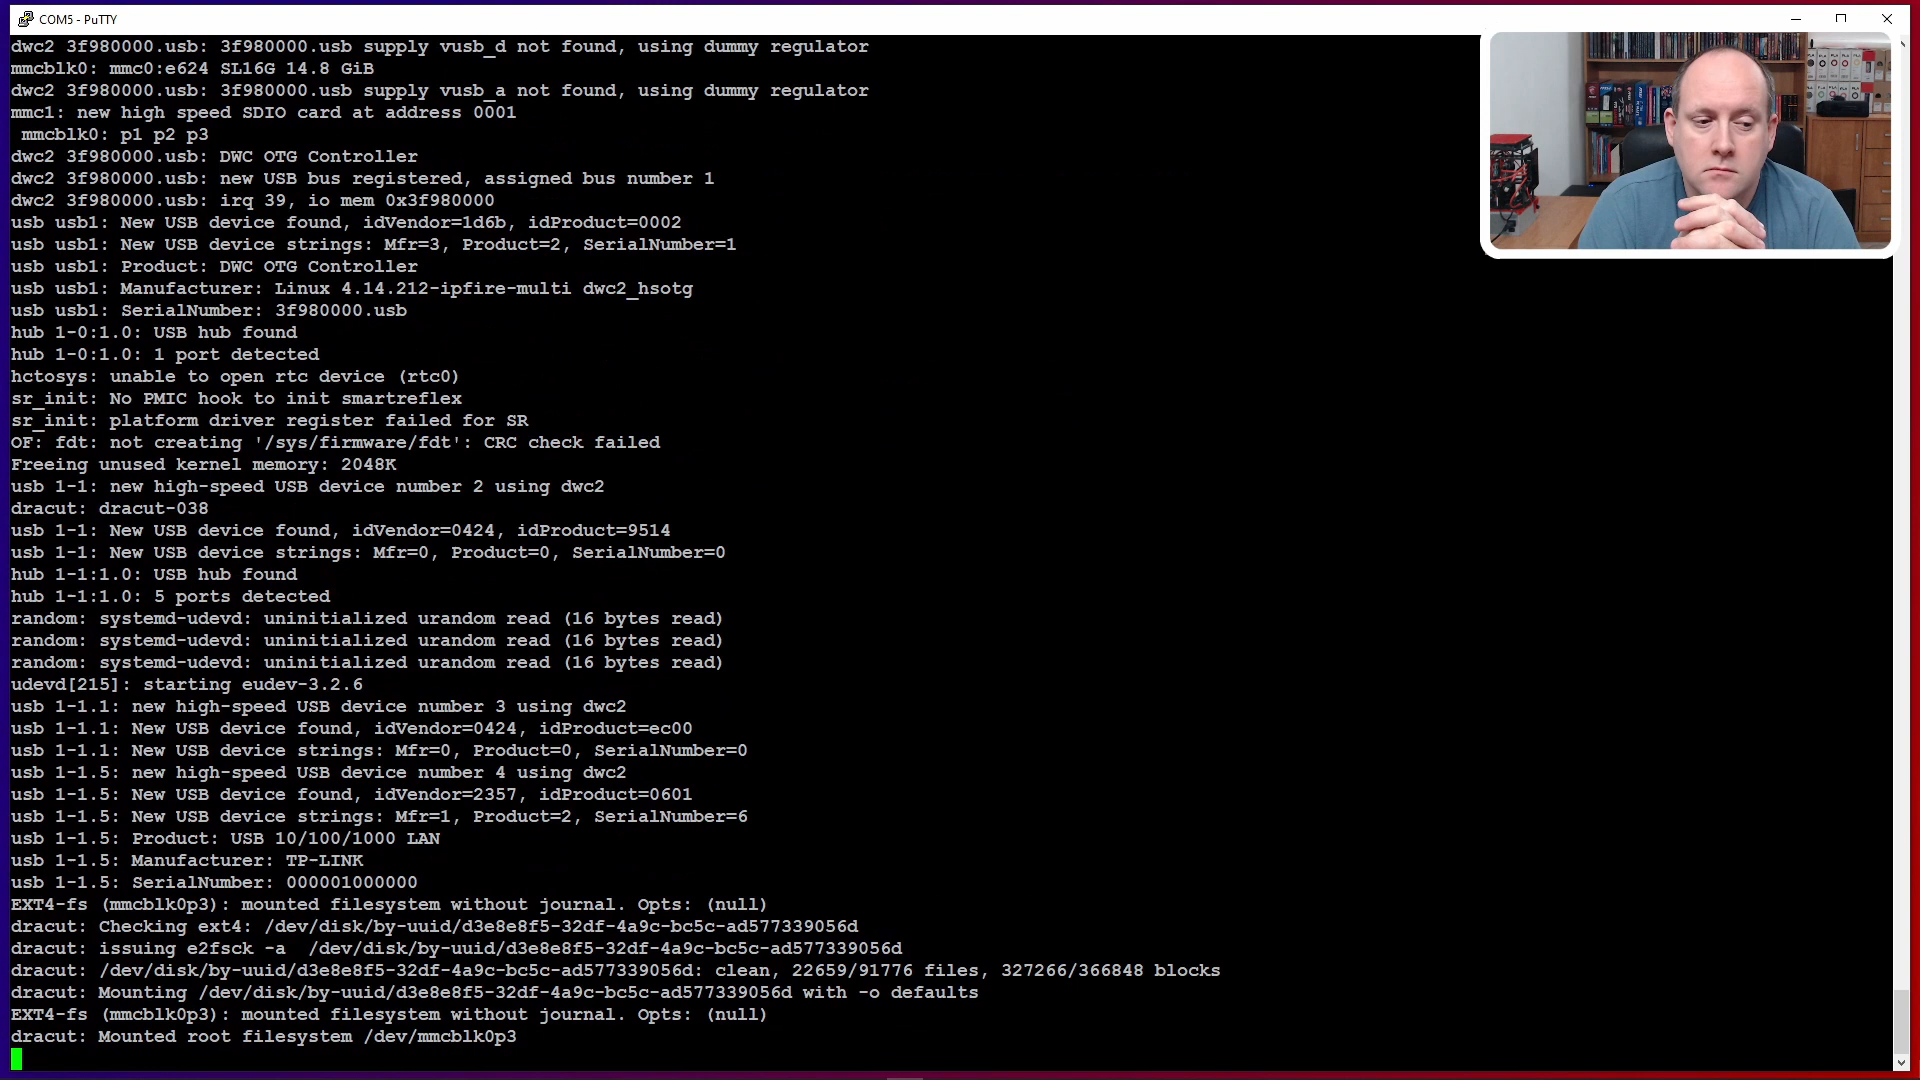 COM5 - PuTTY
dwc2 3f980000.usb: 3f980000.usb supply vusb_d not found, using dummy regulator
mmcblk0: mmc0:e624 SL16G 14.8 GiB
dwc2 3f980000.usb: 3f980000.usb supply vusb_a not found, using dummy regulator
mmc1: new high speed SDIO card at address 0001
mmcblk0: p1 p2 p3
dwc2 3f980000.usb: DWC OTG Controller
dwc2 3f980000.usb: new USB bus registered, assigned bus number 1
dwc2 3f980000.usb: irq 39, io mem 0x3f980000
usb usb1: New USB device found, idVendor=1d6b, idProduct=0002
usb usb1: New USB device strings: Mfr=3, Product=2, SerialNumber=1
usb usb1: Product: DWC OTG Controller
usb usb1: Manufacturer: Linux 4.14.212-ipfire-multi dwc2_hsotg
usb usb1: SerialNumber: 3f980000.usb
hub 1-0:1.0: USB hub found
hub 1-0:1.0: 1 port detected
hctosys: unable to open rtc device (rtc0)
sr_init: No PMIC hook to init smartreflex
sr_init: platform driver register failed for SR
OF: fdt: not creating '/sys/firmware/fdt': CRC check failed
Freeing unused kernel memory: 2048K
usb 1-1: new high-speed USB device number 2 using dwc2
dracut: dracut-038
usb 1-1: New USB device found, idVendor=0424, idProduct=9514
usb 1-1: New USB device strings: Mfr=0, Product=0, SerialNumber=0
hub 1-1:1.0: USB hub found
hub 1-1:1.0: 5 ports detected
random: systemd-udevd: uninitialized urandom read (16 bytes read)
random: systemd-udevd: uninitialized urandom read (16 bytes read)
random: systemd-udevd: uninitialized urandom read (16 bytes read)
udevd[215]: starting eudev-3.2.6
usb 1-1.1: new high-speed USB device number 3 using dwc2
usb 1-1.1: New USB device found, idVendor=0424, idProduct=ec00
usb 1-1.1: New USB device strings: Mfr=0, Product=0, SerialNumber=0
usb 1-1.5: new high-speed USB device number 4 using dwc2
usb 1-1.5: New USB device found, idVendor=2357, idProduct=0601
usb 1-1.5: New USB device strings: Mfr=1, Product=2, SerialNumber=6
usb 1-1.5: Product: USB 10/100/1000 LAN
usb 1-1.5: Manufacturer: TP-LINK
usb 1-1.5: SerialNumber: 000001000000
EXT4-fs (mmcblk0p3): mounted filesystem without journal. Opts: (null)
dracut: Checking ext4: /dev/disk/by-uuid/d3e8e8f5-32df-4a9c-bc5c-ad577339056d
dracut: issuing e2fsck -a  /dev/disk/by-uuid/d3e8e8f5-32df-4a9c-bc5c-ad577339056d
dracut: /dev/disk/by-uuid/d3e8e8f5-32df-4a9c-bc5c-ad577339056d: clean, 22659/91776 files, 327266/366848 blocks
dracut: Mounting /dev/disk/by-uuid/d3e8e8f5-32df-4a9c-bc5c-ad577339056d with -o defaults
EXT4-fs (mmcblk0p3): mounted filesystem without journal. Opts: (null)
dracut: Mounted root filesystem /dev/mmcblk0p3